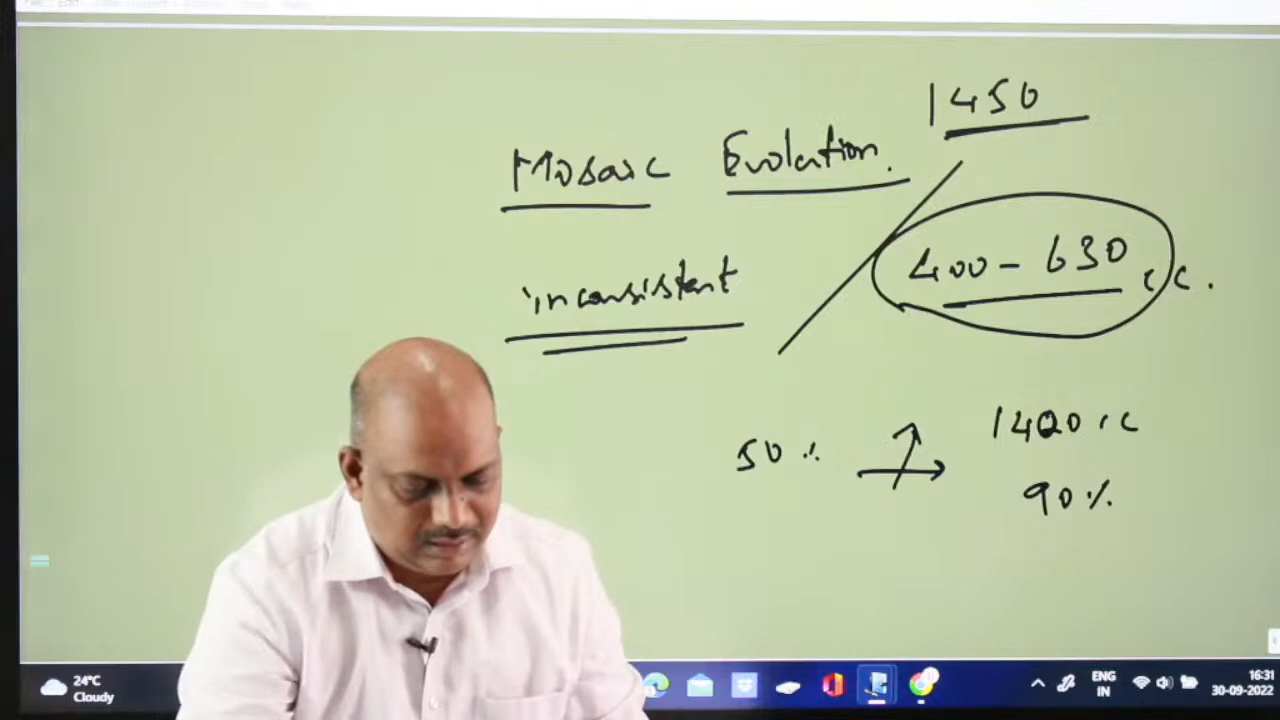 1450
Mosaic Evolution.
400 - 630 cc.
inconsistent
1400 cc
50 %
90 %
24°C
Cloudy
ENG
IN
16:31
30-09-2022